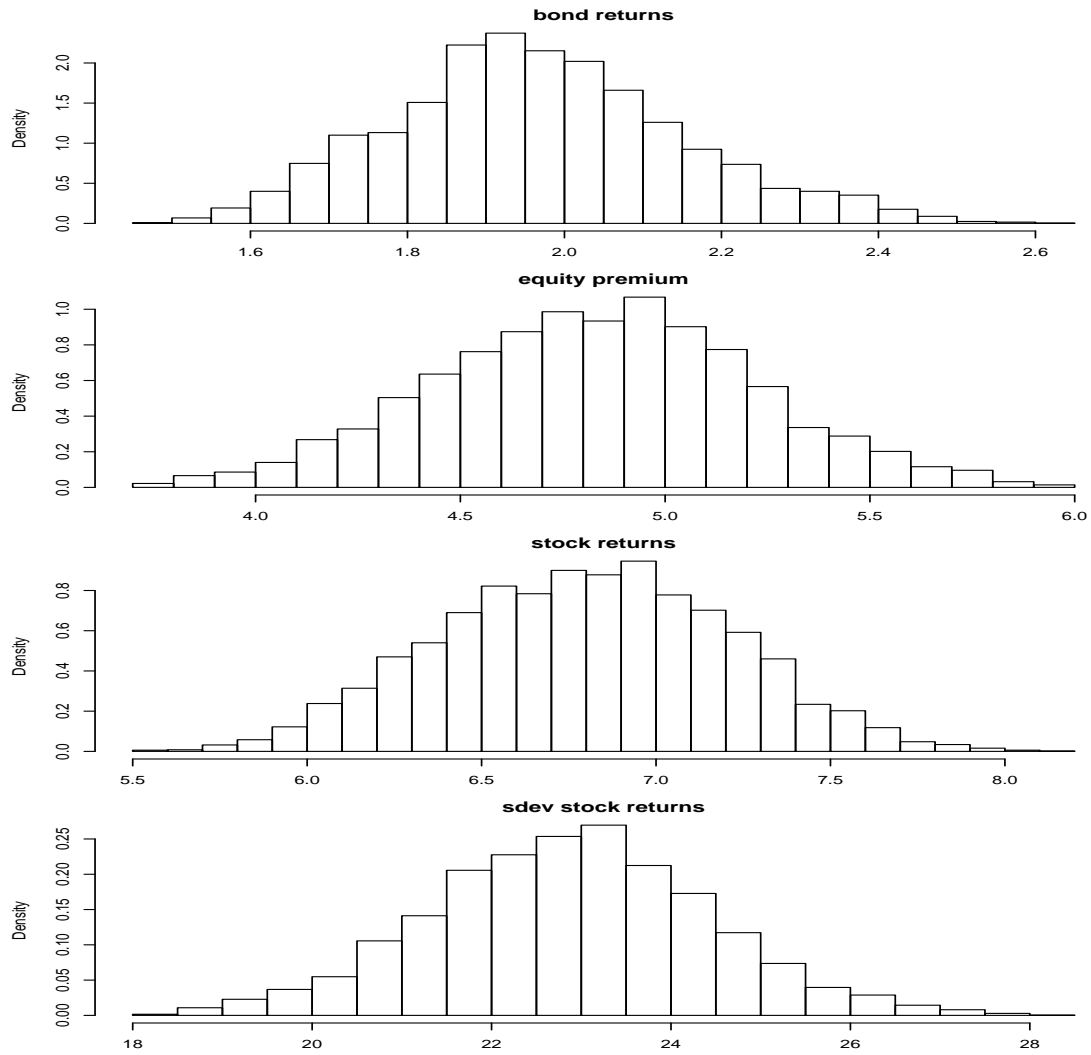 bond returns
Density
0.0 0.5 1.0 1.5 2.0
1.6 1.8 2.0 2.2 2.4 2.6
equity premium
Density
0.0 0.2 0.4 0.6 0.8 1.0
4.0 4.5 5.0 5.5 6.0
stock returns
Density
0.0 0.2 0.4 0.6 0.8
5.5 6.0 6.5 7.0 7.5 8.0
sdev stock returns
Density
0.00 0.05 0.10 0.15 0.20 0.25
18 20 22 24 26 28